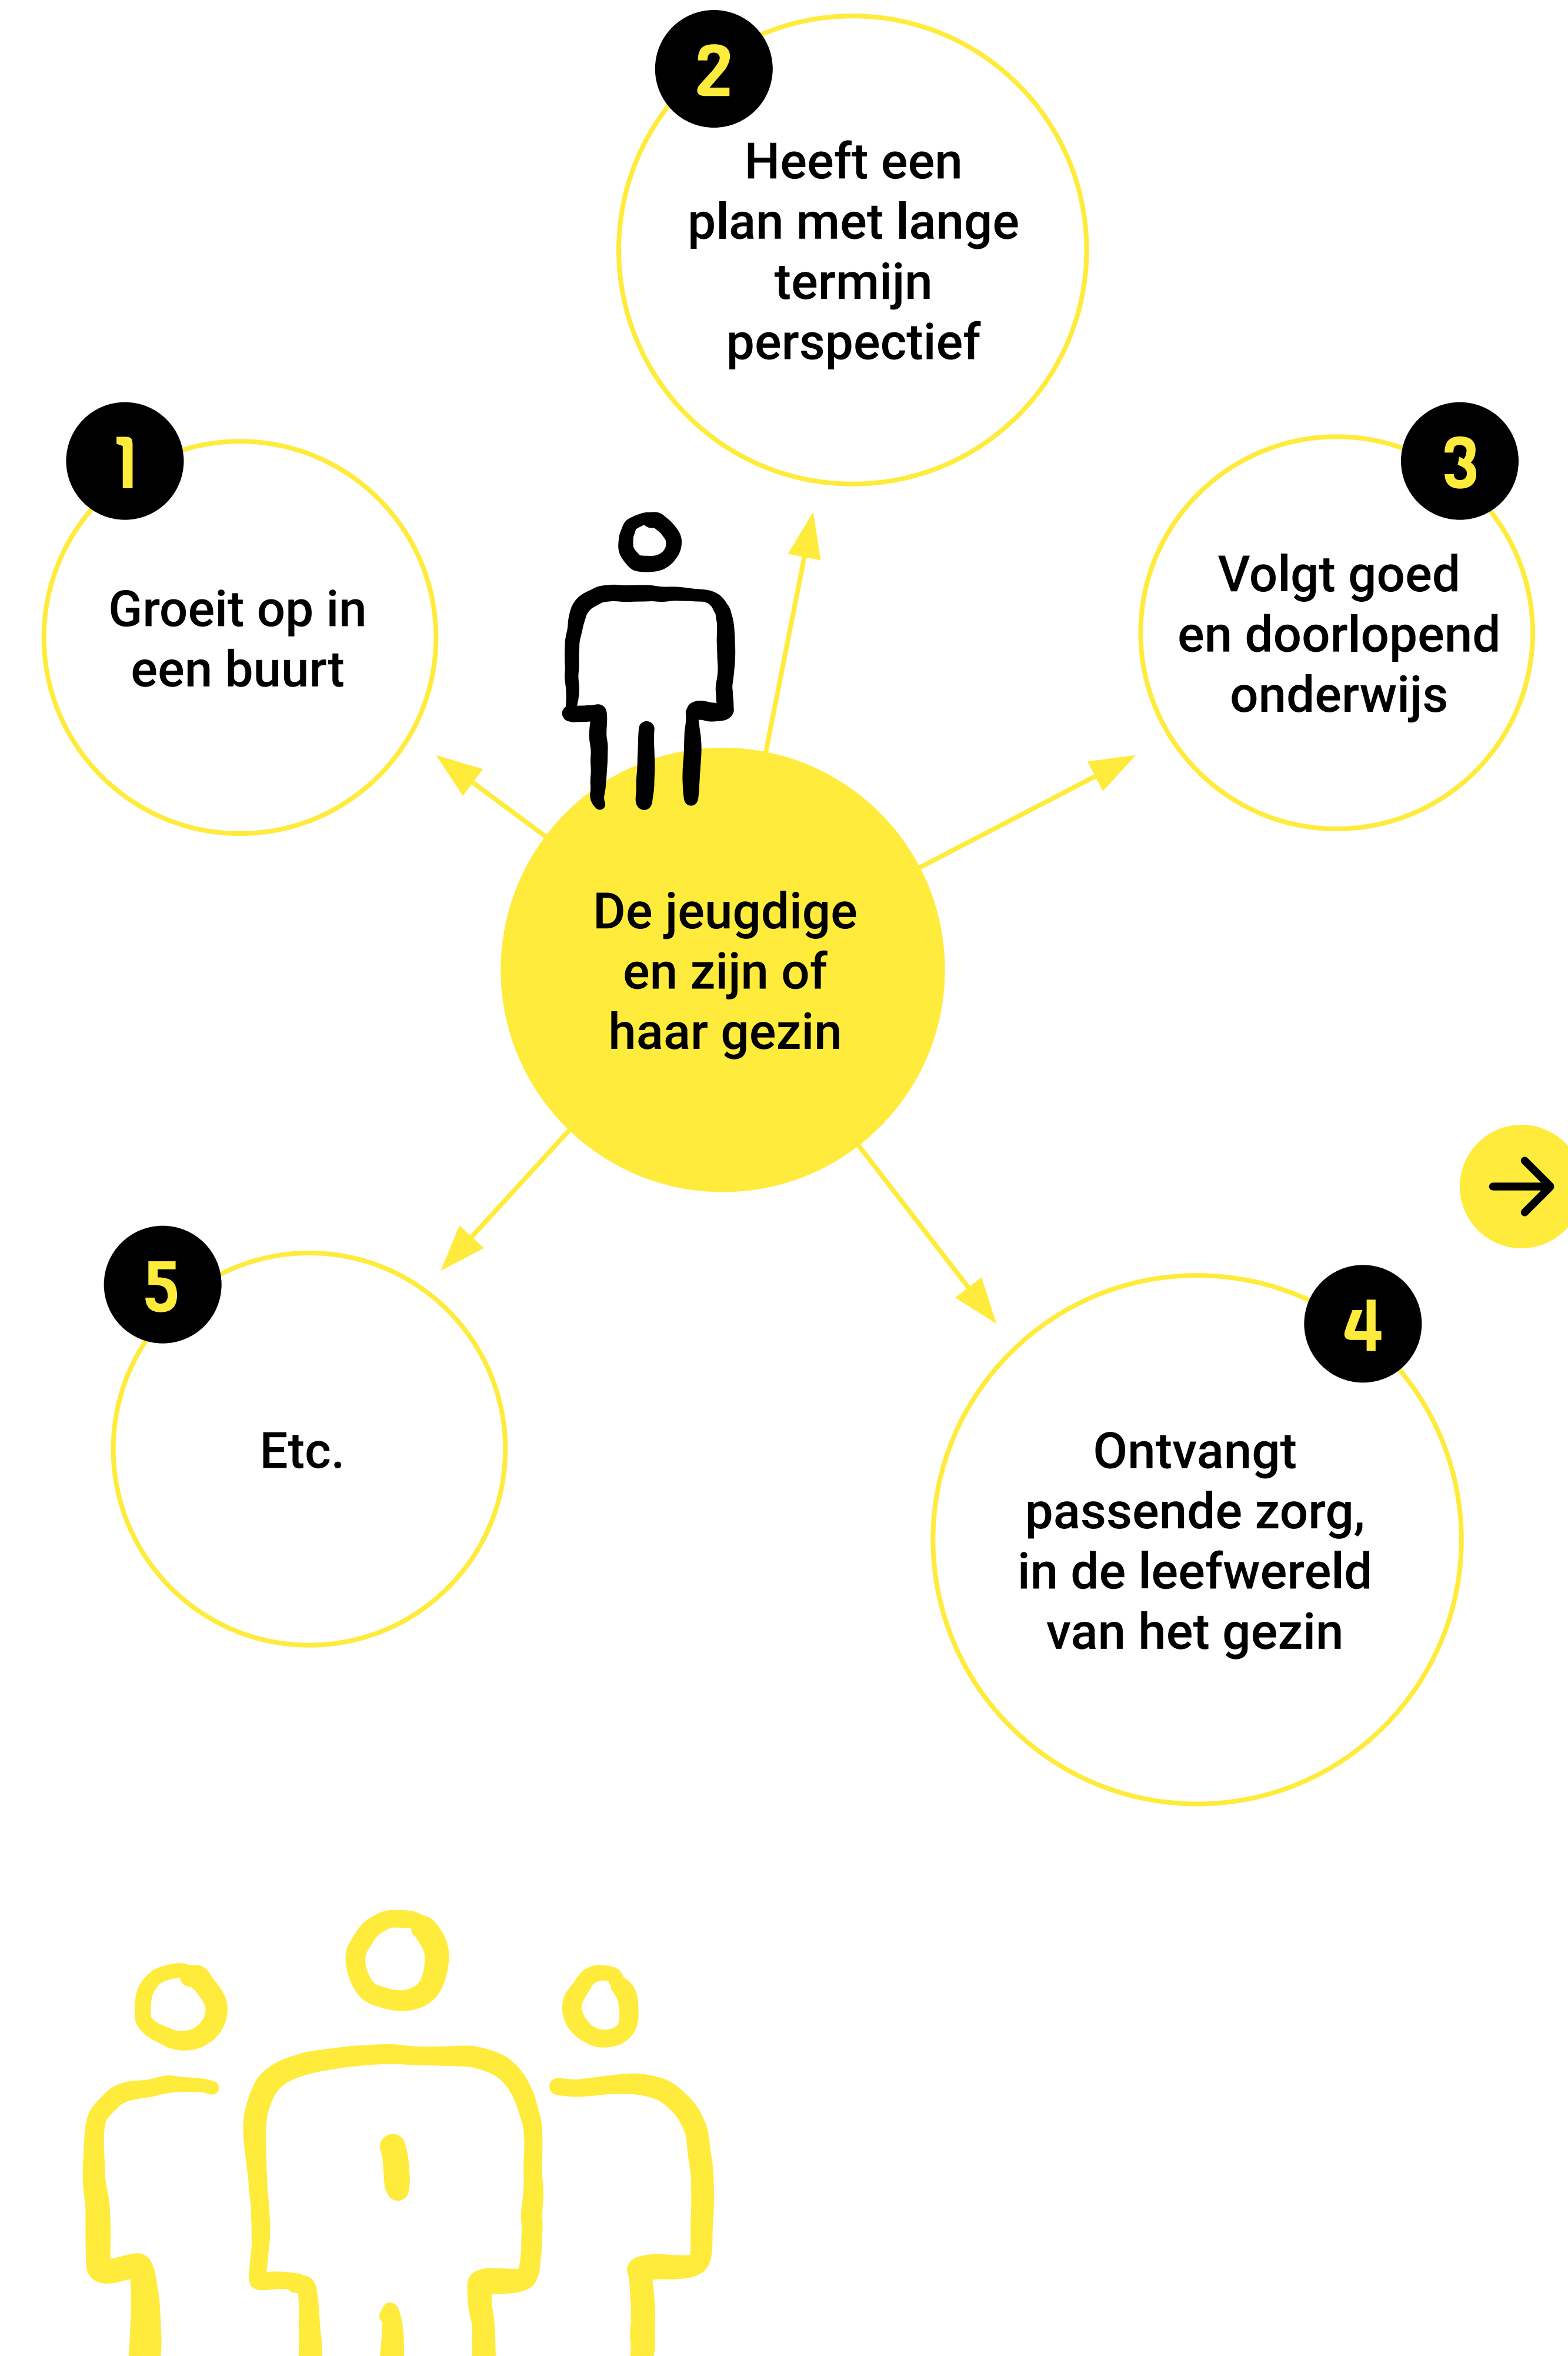 1
Groeit op in
een buurt
2
Heeft een
plan met lange
termijn
perspectief
3
Volgt goed
en doorlopend
onderwijs
De jeugdige
en zijn of
haar gezin
4
Ontvangt
passende zorg,
in de leefwereld
van het gezin
5
Etc.